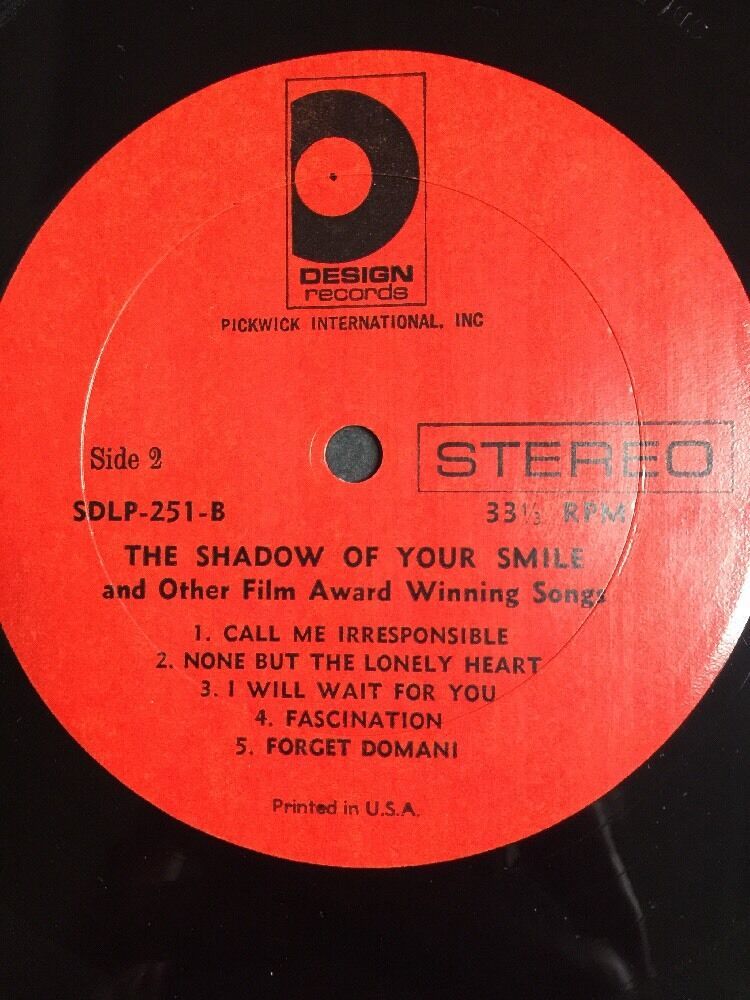 DESIGN
records
PICKWICK INTERNATIONAL, INC
Side 2
STEREO
SDLP-251-B
33⅓ RPM
THE SHADOW OF YOUR SMILE
and Other Film Award Winning Songs
1. CALL ME IRRESPONSIBLE
2. NONE BUT THE LONELY HEART
3. I WILL WAIT FOR YOU
4. FASCINATION
5. FORGET DOMANI
Printed in U.S.A.